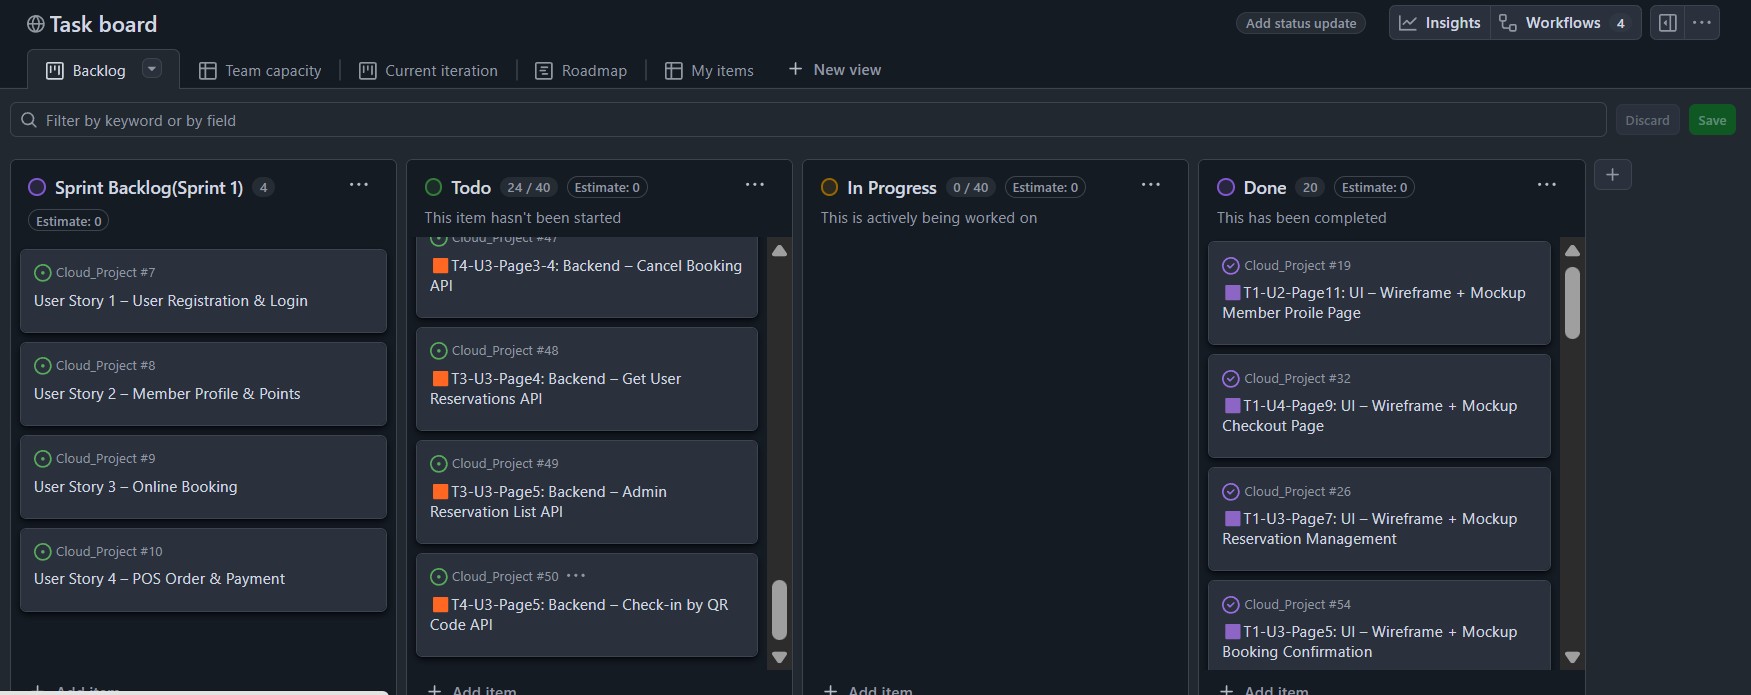 Task board
Add status update
Insights
Workflows 4
Backlog
Team capacity
Current iteration
Roadmap
My items
New view
Filter by keyword or by field
Discard
Save
Sprint Backlog(Sprint 1) 4
Estimate: 0
Cloud_Project #7
User Story 1 – User Registration & Login
Cloud_Project #8
User Story 2 – Member Profile & Points
Cloud_Project #9
User Story 3 – Online Booking
Cloud_Project #10
User Story 4 – POS Order & Payment
Add item
Todo 24 / 40 Estimate: 0
This item hasn't been started
Cloud_Project #47
T4-U3-Page3-4: Backend – Cancel Booking
API
Cloud_Project #48
T3-U3-Page4: Backend – Get User
Reservations API
Cloud_Project #49
T3-U3-Page5: Backend – Admin
Reservation List API
Cloud_Project #50
T4-U3-Page5: Backend – Check-in by QR
Code API
Add item
In Progress 0 / 40 Estimate: 0
This is actively being worked on
Add item
Done 20 Estimate: 0
This has been completed
Cloud_Project #19
T1-U2-Page11: UI – Wireframe + Mockup
Member Proile Page
Cloud_Project #32
T1-U4-Page9: UI – Wireframe + Mockup
Checkout Page
Cloud_Project #26
T1-U3-Page7: UI – Wireframe + Mockup
Reservation Management
Cloud_Project #54
T1-U3-Page5: UI – Wireframe + Mockup
Booking Confirmation
Add item